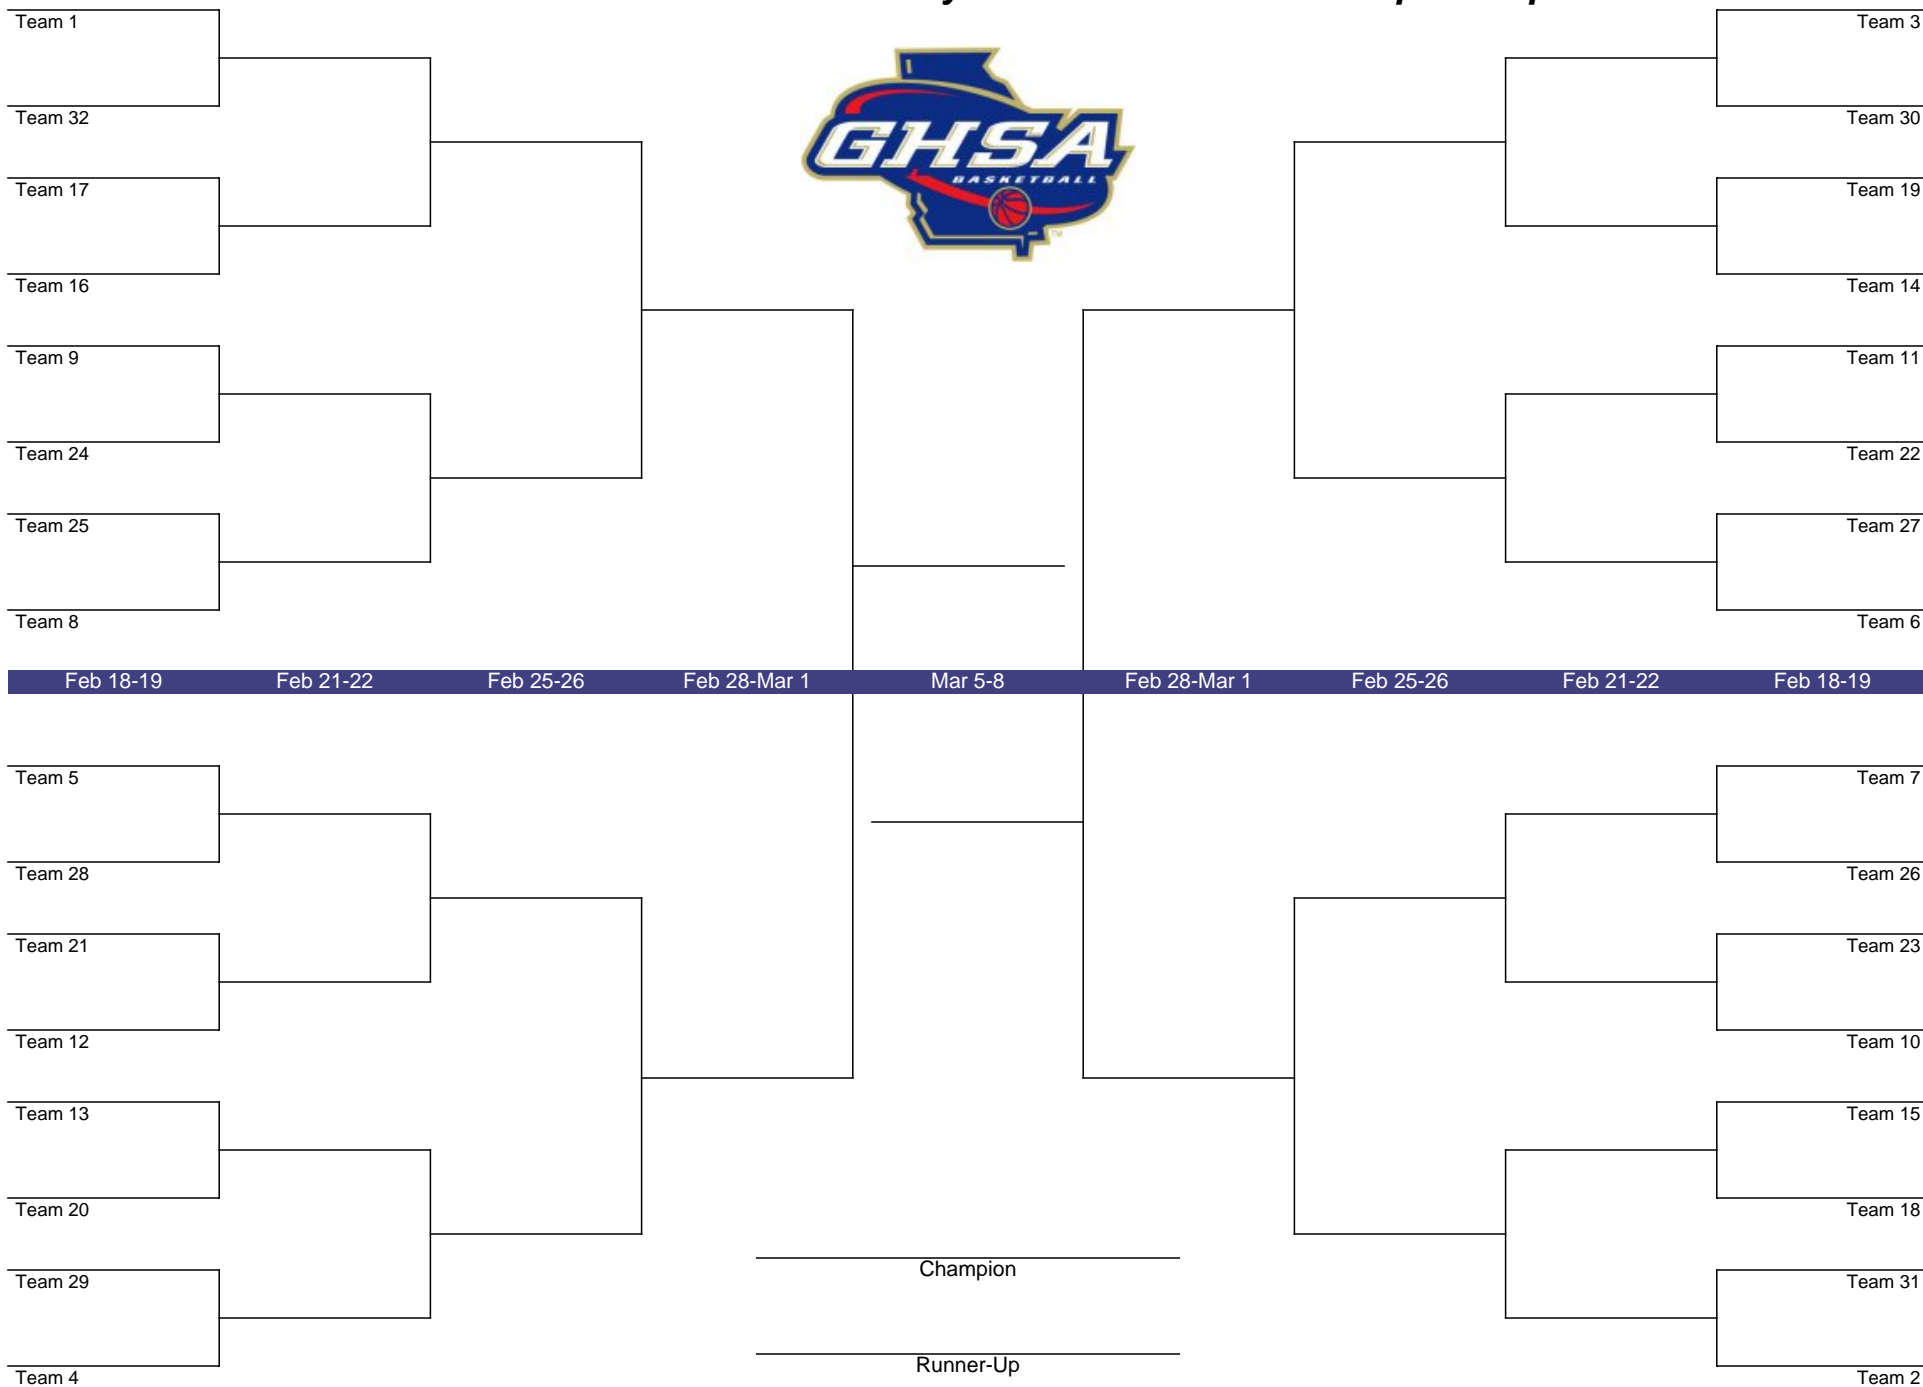 Team 1
Team 32
Team 17
Team 16
Team 9
Team 24
Team 25
Team 8
GHSA
BASKETBALL
TM
Team 3
Team 30
Team 19
Team 14
Team 11
Team 22
Team 27
Team 6
Feb 18-19 Feb 21-22 Feb 25-26 Feb 28-Mar 1 Mar 5-8 Feb 28-Mar 1 Feb 25-26 Feb 21-22 Feb 18-19
Team 5
Team 28
Team 21
Team 12
Team 13
Team 20
Team 29
Team 4
Champion
Runner-Up
Team 7
Team 26
Team 23
Team 10
Team 15
Team 18
Team 31
Team 2